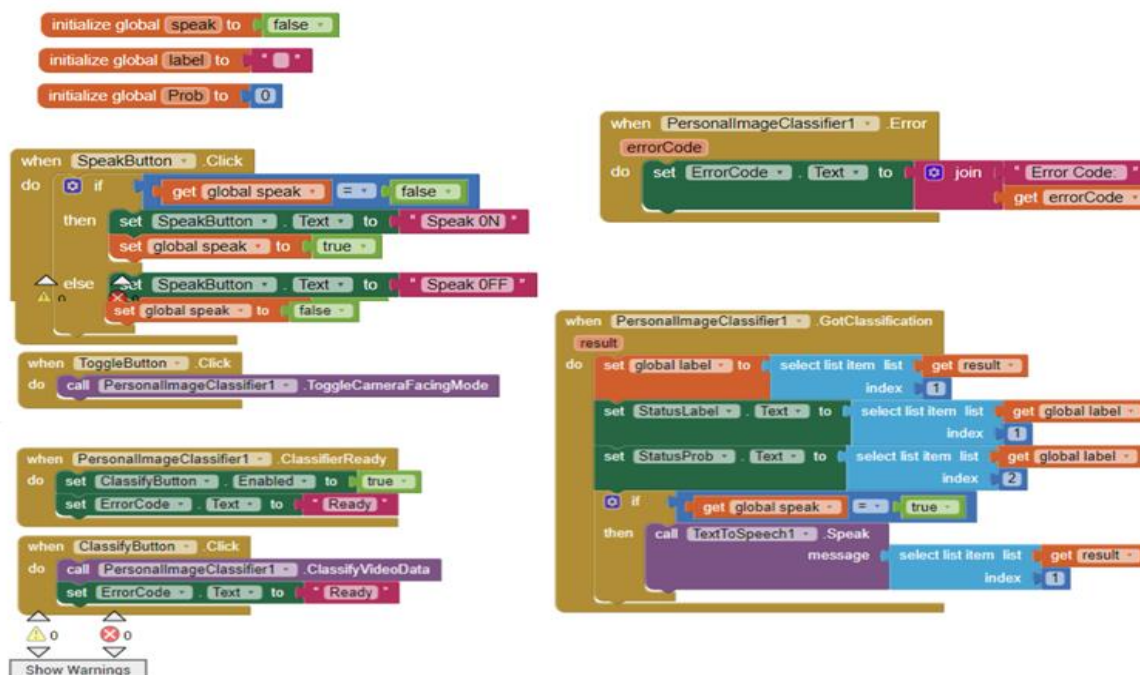 initialize global speak to false
initialize global label to " "
initialize global Prob to 0
when SpeakButton .Click
do if get global speak = false
then set SpeakButton . Text to " Speak 0N "
set global speak to true
else set SpeakButton . Text to " Speak 0FF "
set global speak to false
0 0
when ToggleButton .Click
do call PersonalImageClassifier1 .ToggleCameraFacingMode
when PersonalImageClassifier1 .ClassifierReady
do set ClassifyButton . Enabled to true
set ErrorCode . Text to " Ready "
when ClassifyButton .Click
do call PersonalImageClassifier1 .ClassifyVideoData
set ErrorCode . Text to " Ready "
0 0
Show Warnings
when PersonalImageClassifier1 .Error
errorCode
do set ErrorCode . Text to join " Error Code: "
get errorCode
when PersonalImageClassifier1 .GotClassification
result
do set global label to select list item list get result
index 1
set StatusLabel . Text to select list item list get global label
index 1
set StatusProb . Text to select list item list get global label
index 2
if get global speak = true
then call TextToSpeech1 .Speak
message select list item list get result
index 1